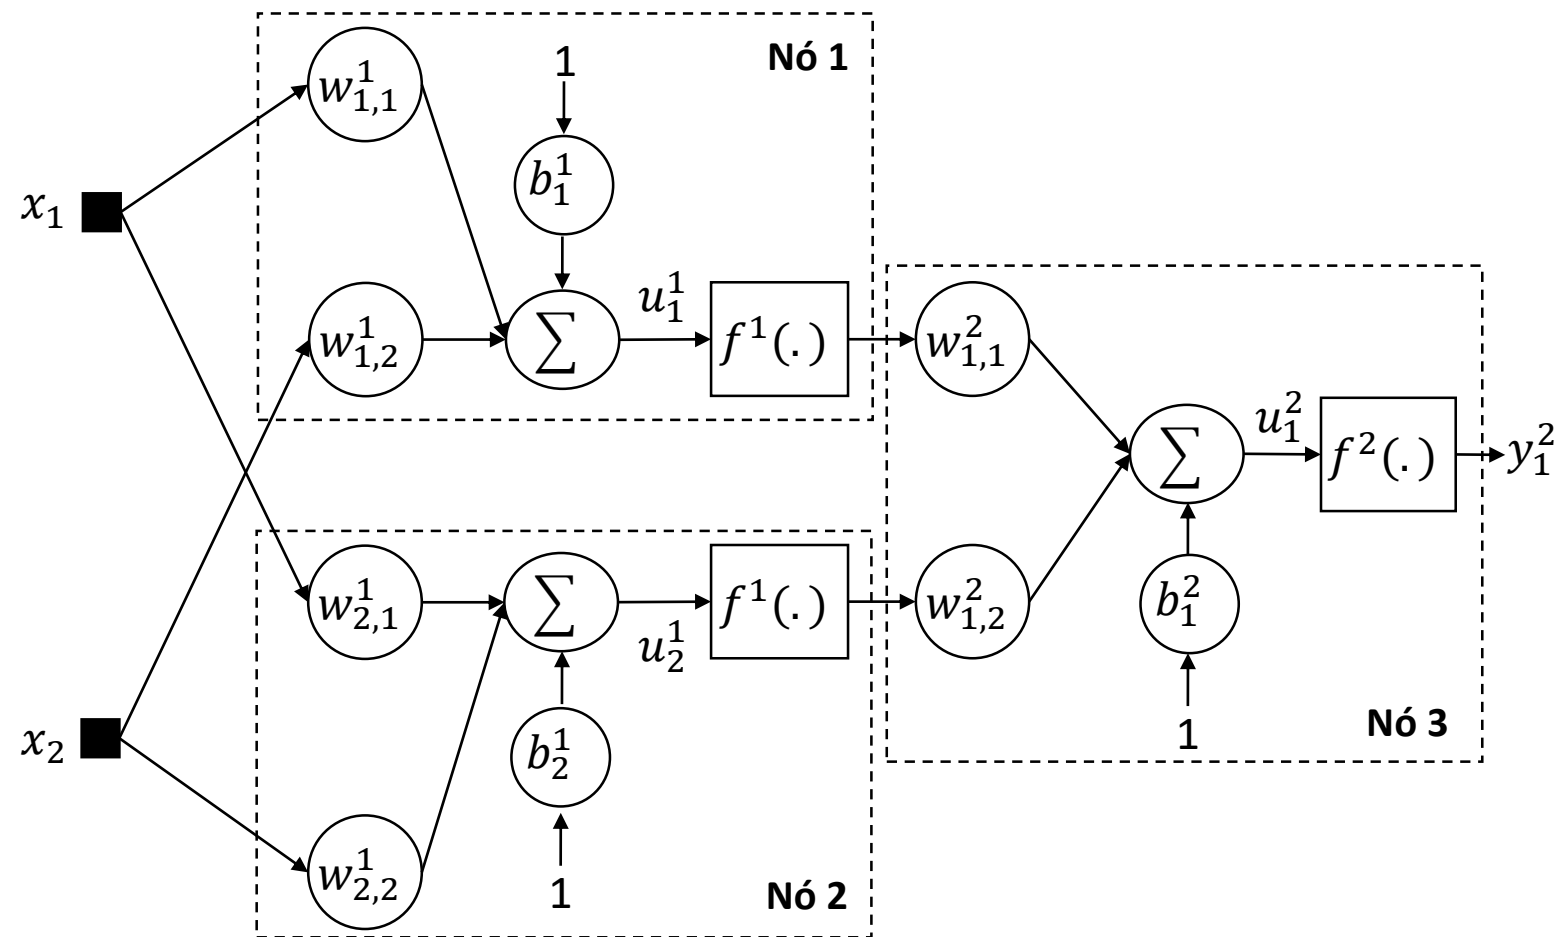 Nó 1
1
w^1_{1,1}
b^1_1
x_1
w^1_{1,2}
∑
u^1_1
f^1(.)
w^2_{1,1}
∑
u^2_1
f^2(.)
y^2_1
w^1_{2,1}
∑
u^1_2
f^1(.)
w^2_{1,2}
b^2_1
1
Nó 3
x_2
b^1_2
w^1_{2,2}
1
Nó 2